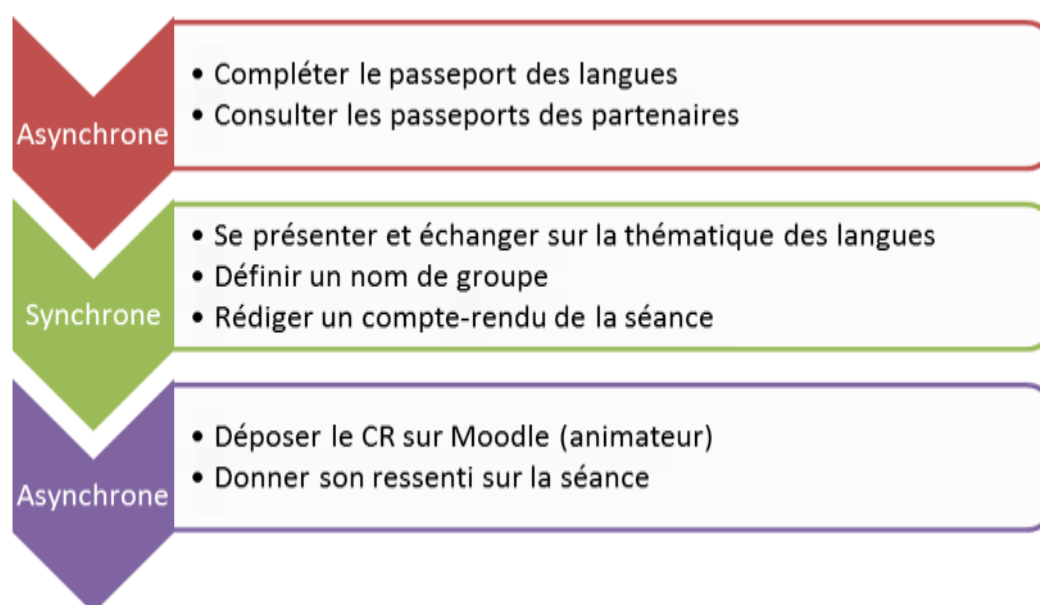 Asynchrone
• Compléter le passeport des langues
• Consulter les passeports des partenaires
Synchrone
• Se présenter et échanger sur la thématique des langues
• Définir un nom de groupe
• Rédiger un compte-rendu de la séance
Asynchrone
• Déposer le CR sur Moodle (animateur)
• Donner son ressenti sur la séance